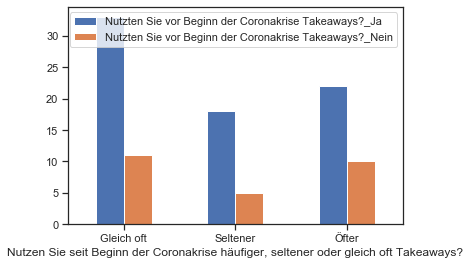 Nutzten Sie vor Beginn der Coronakrise Takeaways?_Ja
Nutzten Sie vor Beginn der Coronakrise Takeaways?_Nein
30
25
20
15
10
5
0
Gleich oft
Seltener
Öfter
Nutzen Sie seit Beginn der Coronakrise häufiger, seltener oder gleich oft Takeaways?